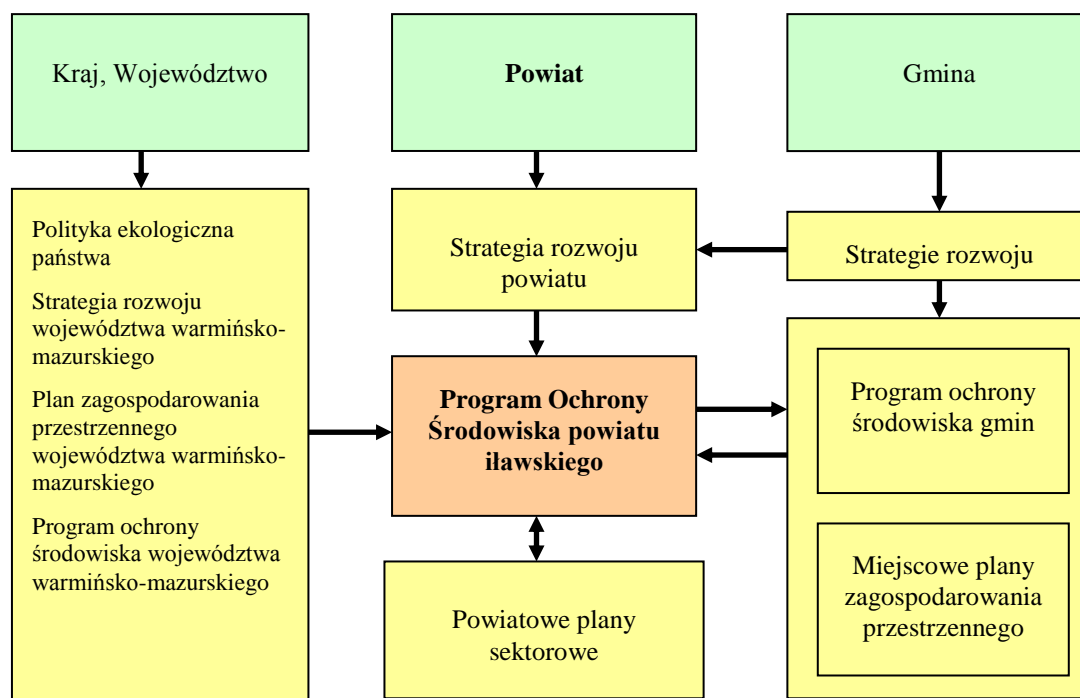 Kraj, Województwo
Powiat
Gmina
Polityka ekologiczna
państwa
Strategia rozwoju
województwa warmińsko-
mazurskiego
Plan zagospodarowania
przestrzennego
województwa warmińsko-
mazurskiego
Program ochrony
środowiska województwa
warmińsko-mazurskiego
Strategia rozwoju
powiatu
Program Ochrony
Środowiska powiatu
iławskiego
Powiatowe plany
sektorowe
Strategie rozwoju
Program ochrony
środowiska gmin
Miejscowe plany
zagospodarowania
przestrzennego